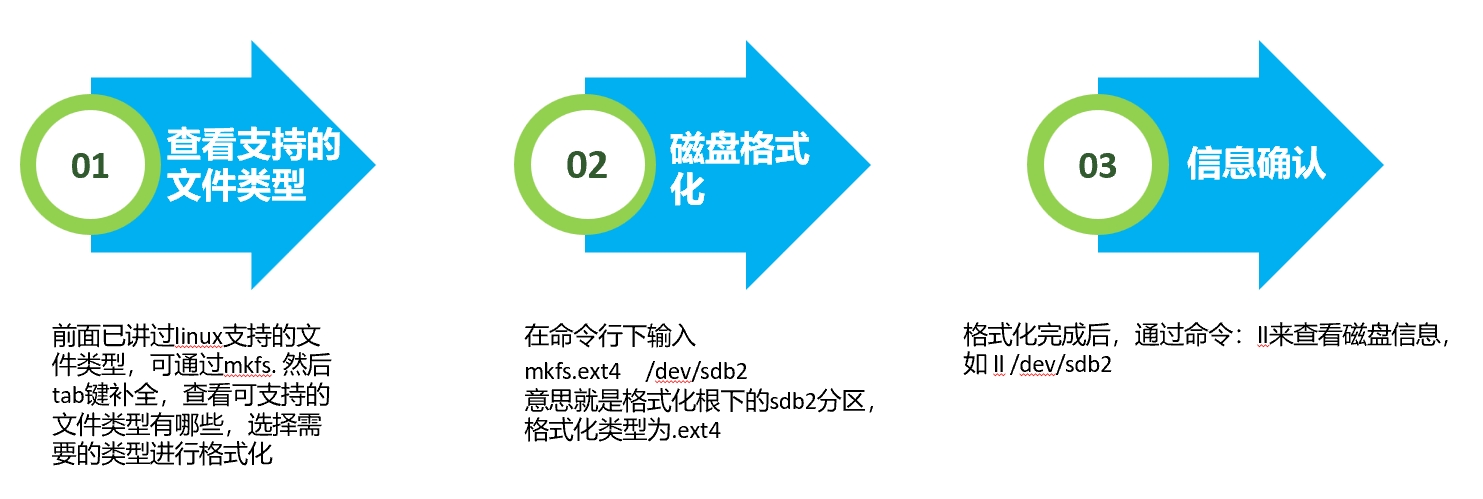 01
查看支持的
文件类型
前面已讲过linux支持的文
件类型，可通过mkfs. 然后
tab键补全，查看可支持的
文件类型有哪些，选择需
要的类型进行格式化
02
磁盘格式
化
在命令行下输入
mkfs.ext4 /dev/sdb2
意思就是格式化根下的sdb2分区，
格式化类型为.ext4
03
信息确认
格式化完成后，通过命令：ll来查看磁盘信息，
如 ll /dev/sdb2